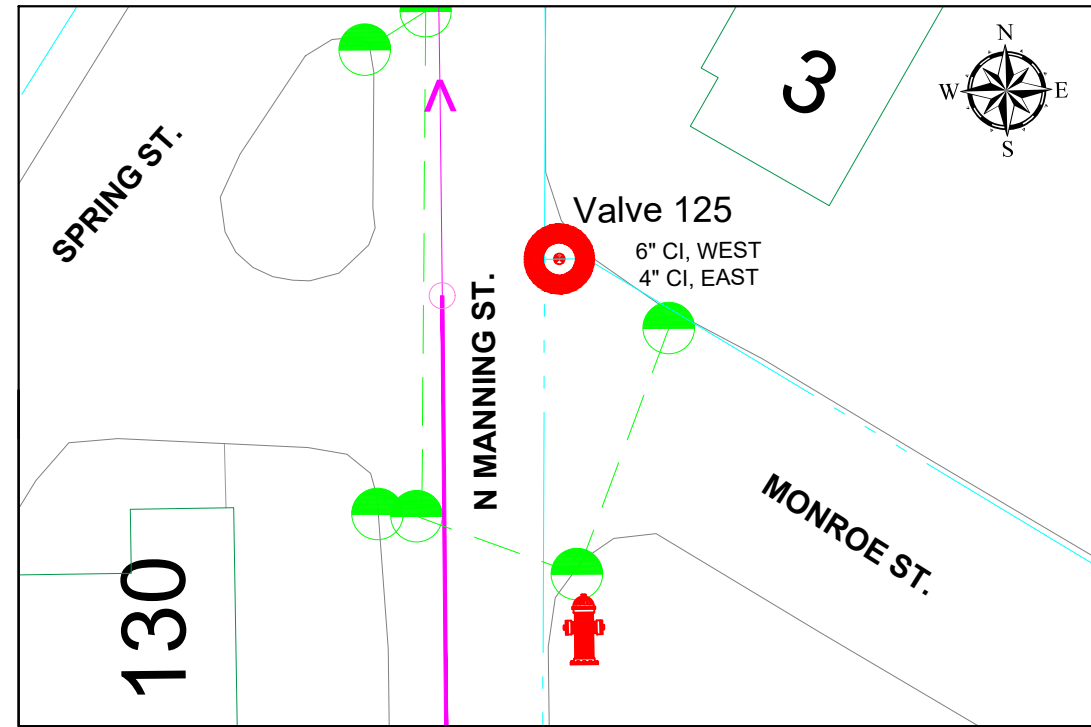 3
N
W
E
S
SPRING ST.
Valve 125
6" CI, WEST
4" CI, EAST
N MANNING ST.
MONROE ST.
130